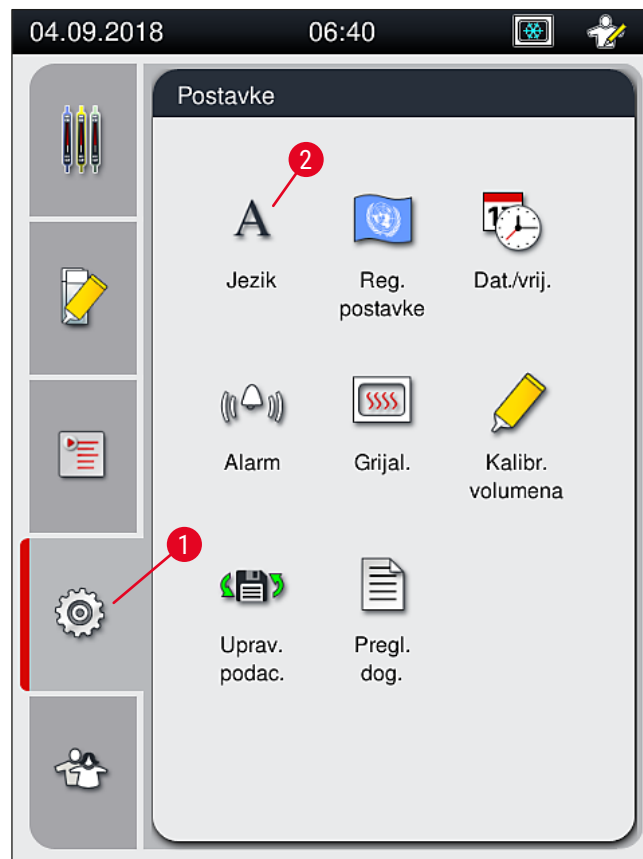 04.09.2018 06:40
Postavke
2
A
17
Jezik
Reg.
postavke
Dat./vrij.
Alarm
Grijal.
Kalibr.
volumena
1
Uprav.
podac.
Pregl.
dog.